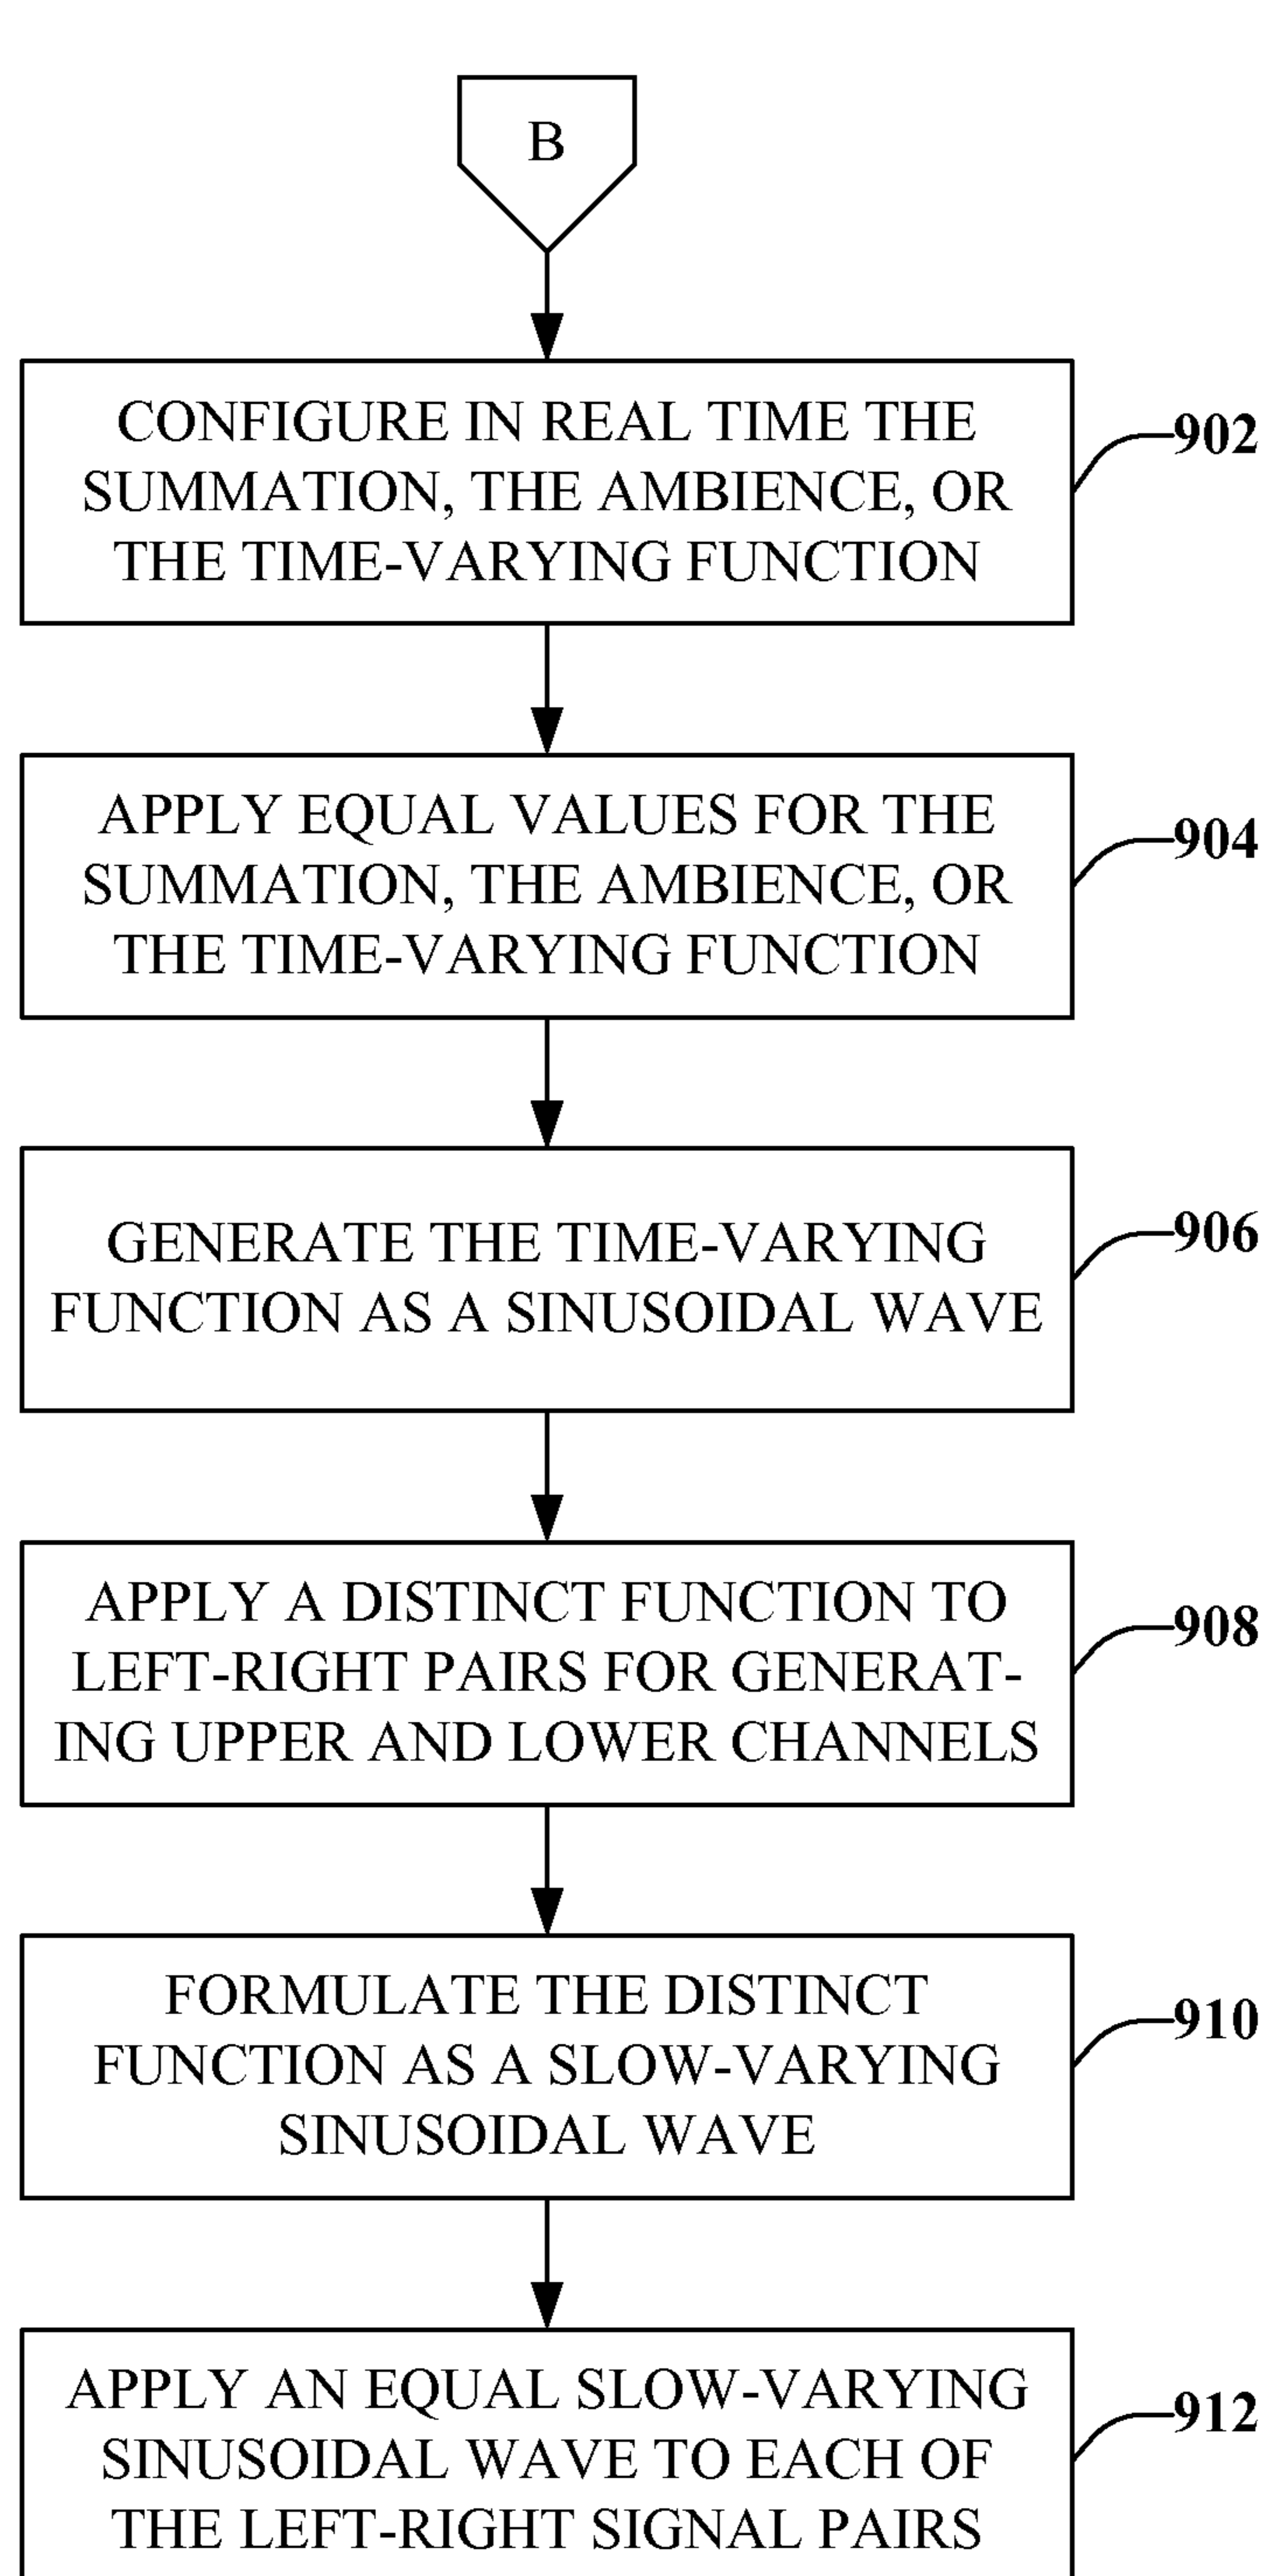 B
CONFIGURE IN REAL TIME THE
SUMMATION, THE AMBIENCE, OR
THE TIME-VARYING FUNCTION
902
APPLY EQUAL VALUES FOR THE
SUMMATION, THE AMBIENCE, OR
THE TIME-VARYING FUNCTION
904
GENERATE THE TIME-VARYING
FUNCTION AS A SINUSOIDAL WAVE
906
APPLY A DISTINCT FUNCTION TO
LEFT-RIGHT PAIRS FOR GENERAT-
ING UPPER AND LOWER CHANNELS
908
FORMULATE THE DISTINCT
FUNCTION AS A SLOW-VARYING
SINUSOIDAL WAVE
910
APPLY AN EQUAL SLOW-VARYING
SINUSOIDAL WAVE TO EACH OF
THE LEFT-RIGHT SIGNAL PAIRS
912